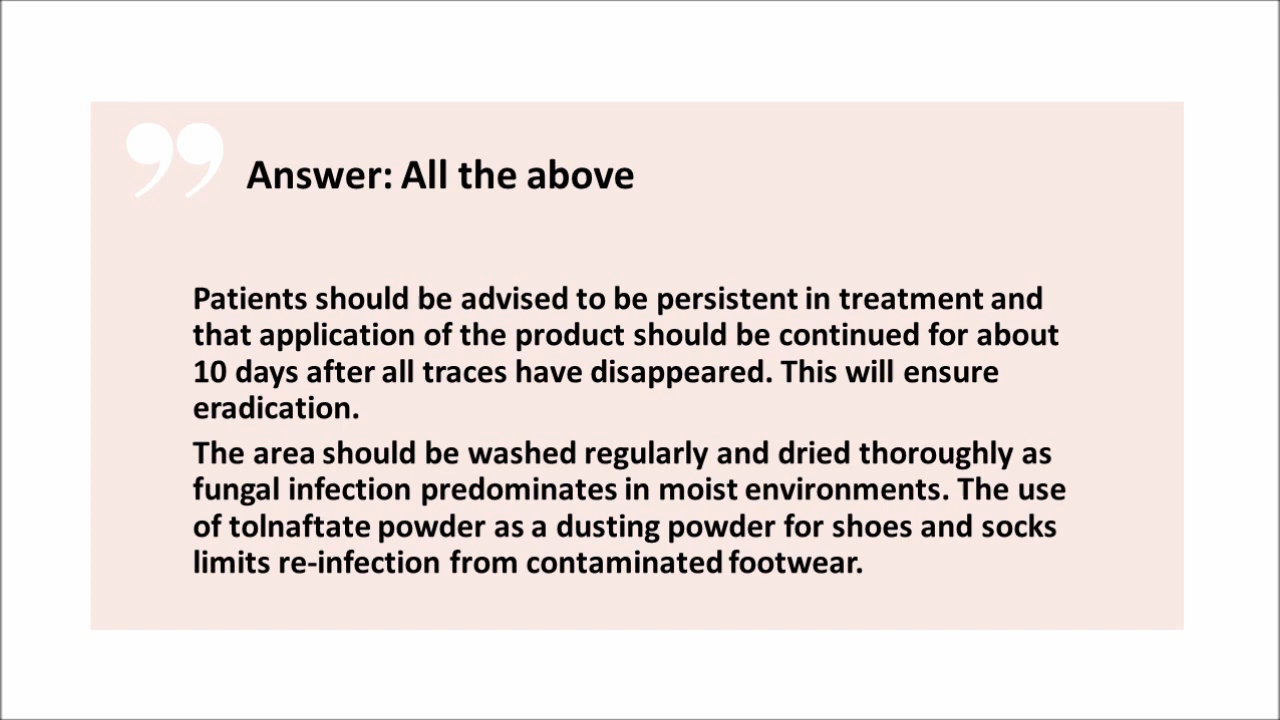 ”
Answer: All the above
Patients should be advised to be persistent in treatment and
that application of the product should be continued for about
10 days after all traces have disappeared. This will ensure
eradication.
The area should be washed regularly and dried thoroughly as
fungal infection predominates in moist environments. The use
of tolnaftate powder as a dusting powder for shoes and socks
limits re-infection from contaminated footwear.